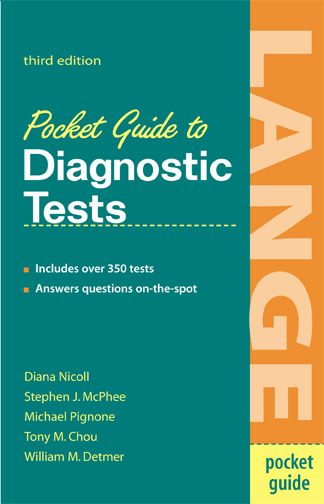 third edition
Pocket Guide to
Diagnostic
Tests
Includes over 350 tests
Answers questions on-the-spot
Diana Nicoll
Stephen J. McPhee
Michael Pignone
Tony M. Chou
William M. Detmer
LANGE
pocket
guide